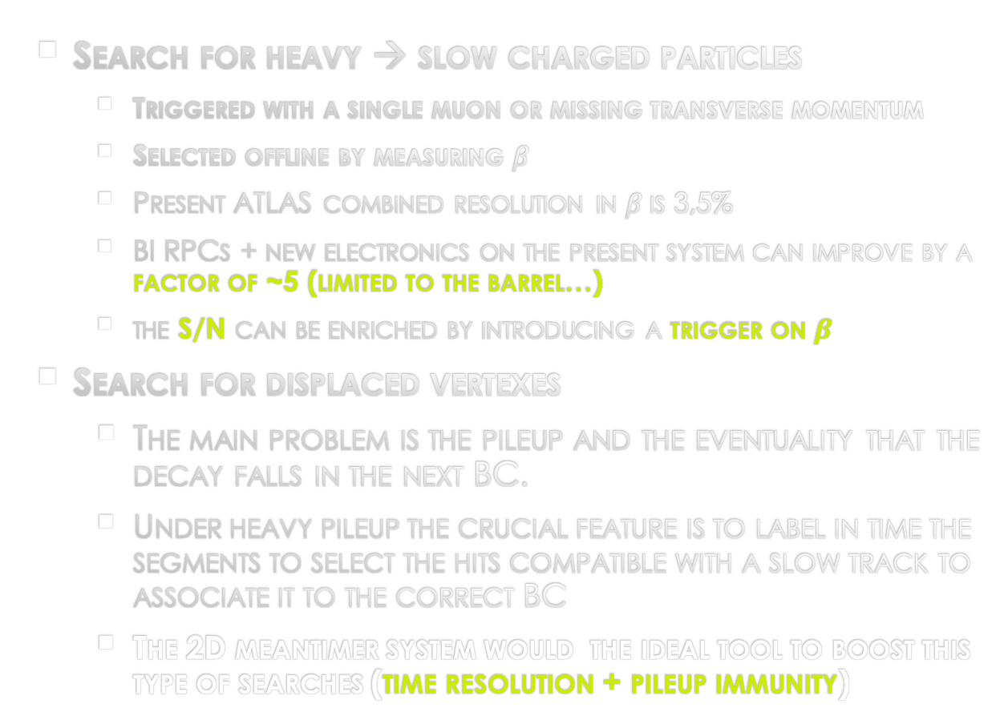 SEARCH FOR HEAVY → SLOW CHARGED PARTICLES
TRIGGERED WITH A SINGLE MUON OR MISSING TRANSVERSE MOMENTUM
SELECTED OFFLINE BY MEASURING β
PRESENT ATLAS COMBINED RESOLUTION IN β IS 3,5%
BI RPCS + NEW ELECTRONICS ON THE PRESENT SYSTEM CAN IMPROVE BY A
FACTOR OF ~5 (LIMITED TO THE BARREL...)
THE S/N CAN BE ENRICHED BY INTRODUCING A TRIGGER ON β
SEARCH FOR DISPLACED VERTEXES
THE MAIN PROBLEM IS THE PILEUP AND THE EVENTUALITY THAT THE
DECAY FALLS IN THE NEXT BC.
UNDER HEAVY PILEUP THE CRUCIAL FEATURE IS TO LABEL IN TIME THE
SEGMENTS TO SELECT THE HITS COMPATIBLE WITH A SLOW TRACK TO
ASSOCIATE IT TO THE CORRECT BC
THE 2D MEANTIMER SYSTEM WOULD THE IDEAL TOOL TO BOOST THIS
TYPE OF SEARCHES (TIME RESOLUTION + PILEUP IMMUNITY)